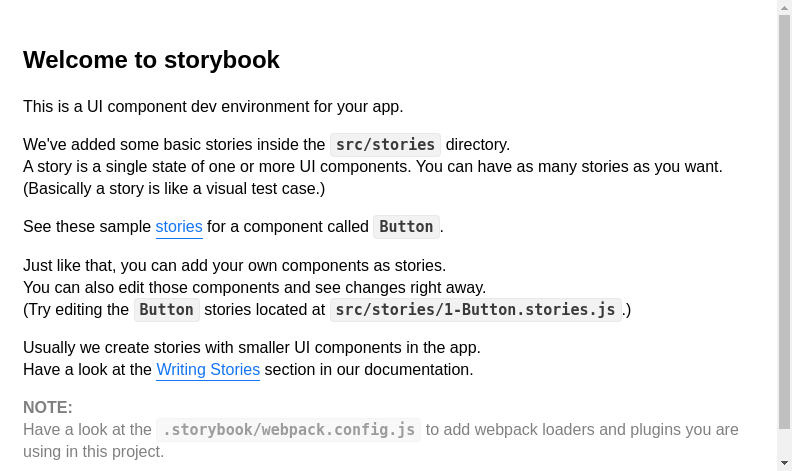 Welcome to storybook
This is a UI component dev environment for your app.
We've added some basic stories inside the src/stories directory.
A story is a single state of one or more UI components. You can have as many stories as you want.
(Basically a story is like a visual test case.)
See these sample stories for a component called Button.
Just like that, you can add your own components as stories.
You can also edit those components and see changes right away.
(Try editing the Button stories located at src/stories/1-Button.stories.js.)
Usually we create stories with smaller UI components in the app.
Have a look at the Writing Stories section in our documentation.
NOTE:
Have a look at the .storybook/webpack.config.js to add webpack loaders and plugins you are
using in this project.